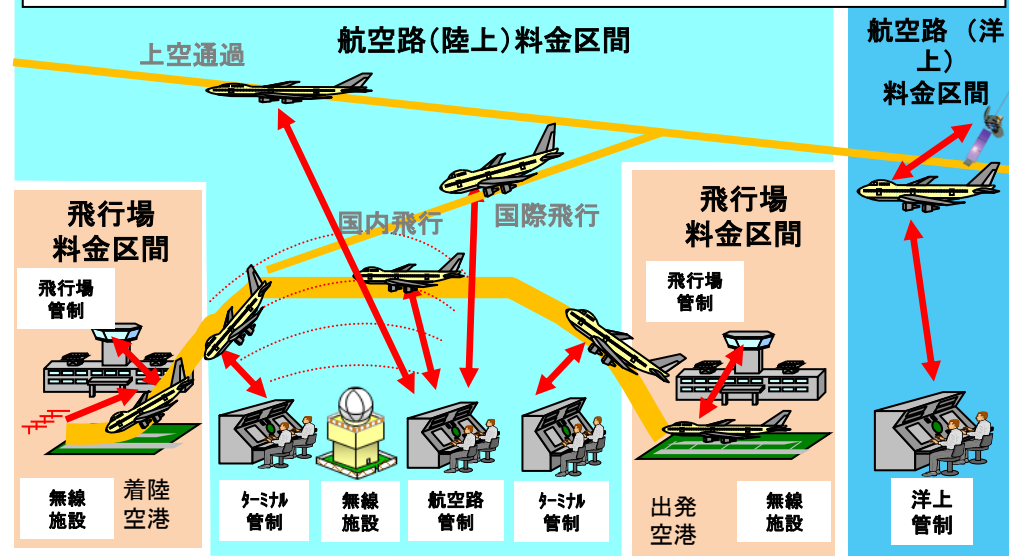 航空路(陸上)料金区間
航空路 (洋
上)
料金区間
上空通過
飛行場
料金区間
国内飛行
国際飛行
飛行場
料金区間
飛行場
管制
飛行場
管制
無線
施設
着陸
空港
ﾀｰﾐﾅﾙ
管制
無線
施設
航空路
管制
ﾀｰﾐﾅﾙ
管制
出発
空港
無線
施設
洋上
管制